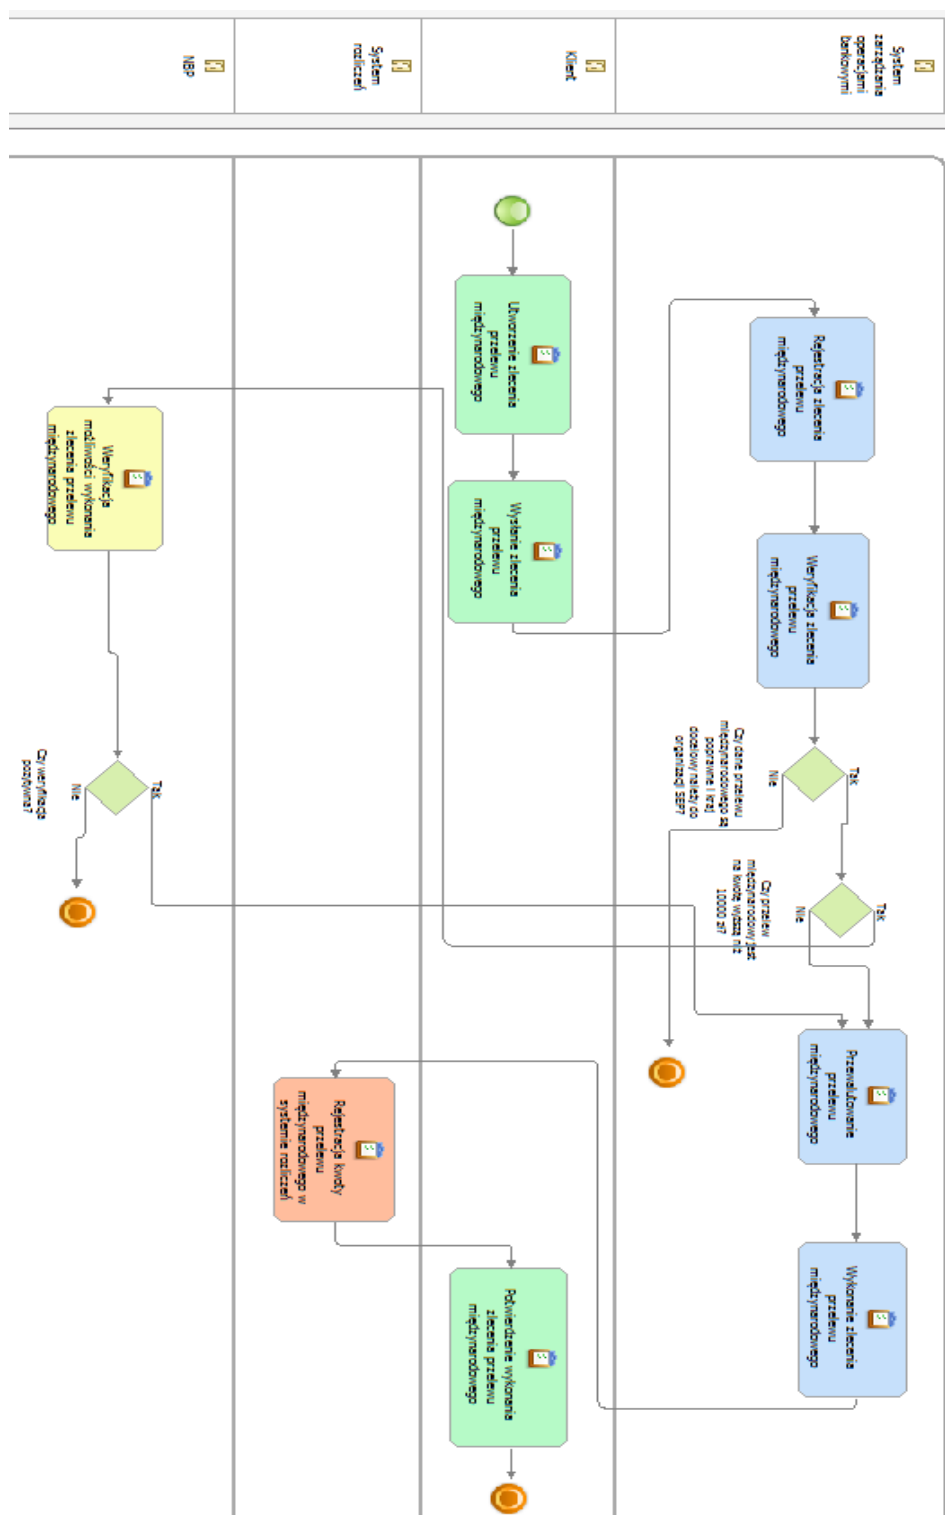 System
zarządzania
operacjami
bankowymi
Klient
System
rozliczeń
NBP
Rejestracja zlecenia
przelewu
międzynarodowego
Weryfikacja zlecenia
przelewu
międzynarodowego
Czy dane przelewu
międzynarodowego są
poprawne i kraj
docelowy należy do
organizacji SEP?
Tak
Nie
Czy przelew
międzynarodowy jest
na kwotę wyższą niż
10000 zł?
Tak
Nie
Przewalutowanie
przelewu
międzynarodowego
Wykonanie zlecenia
przelewu
międzynarodowego
Utworzenie zlecenia
przelewu
międzynarodowego
Wysłanie zlecenia
przelewu
międzynarodowego
Potwierdzenie wykonania
zlecenia przelewu
międzynarodowego
Rejestracja kwoty
przelewu
międzynarodowego w
systemie rozliczeń
Weryfikacja
możliwości wykonania
zlecenia przelewu
międzynarodowego
Tak
Nie
Czy weryfikacja
pozytywna?